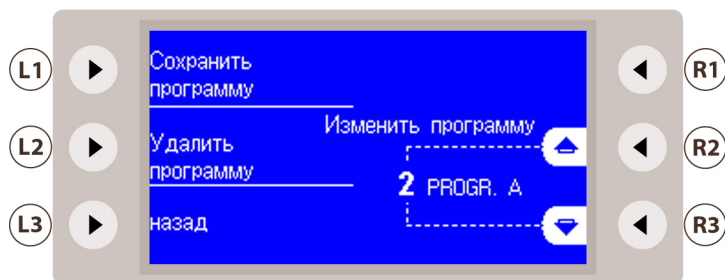 L1
Сохранить
программу
R1
L2
Изменить программу
Удалить
программу
R2
2 PROGR. A
L3
назад
R3